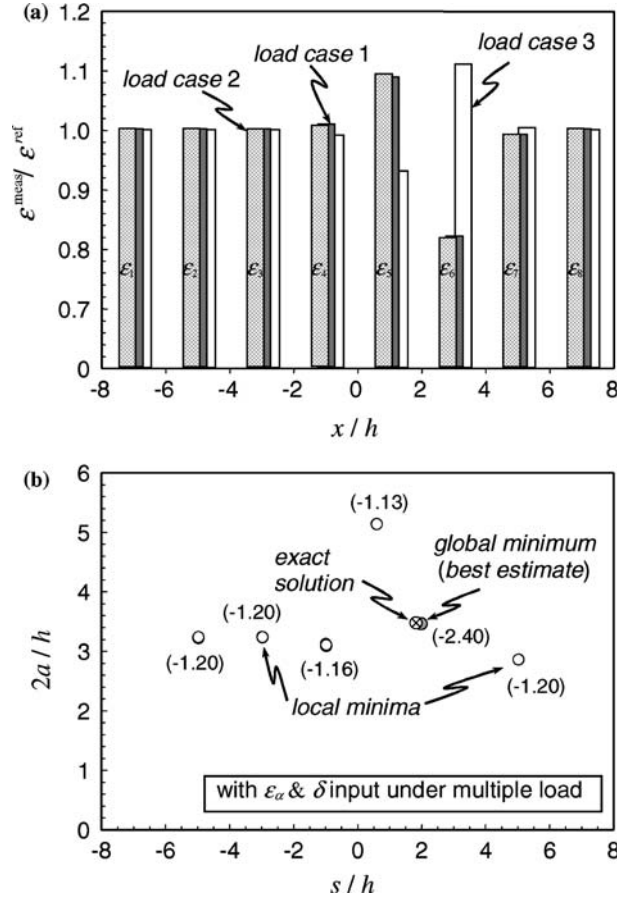 (a)
1.2
1.1
1.0
0.9
0.8
0.7
0
ε^meas / ε^ref
load case 2
load case 1
load case 3
ε₁ ε₂ ε₃ ε₄ ε₅ ε₆ ε₇ ε₈
-8 -6 -4 -2 0 2 4 6 8
x / h
(b)
6
5
4
3
2
1
0
2a / h
(-1.13)
exact
solution
global minimum
(best estimate)
(-1.20)
(-2.40)
(-1.20)
(-1.16)
(-1.20)
local minima
with εα & δ input under multiple load
-8 -6 -4 -2 0 2 4 6 8
s / h